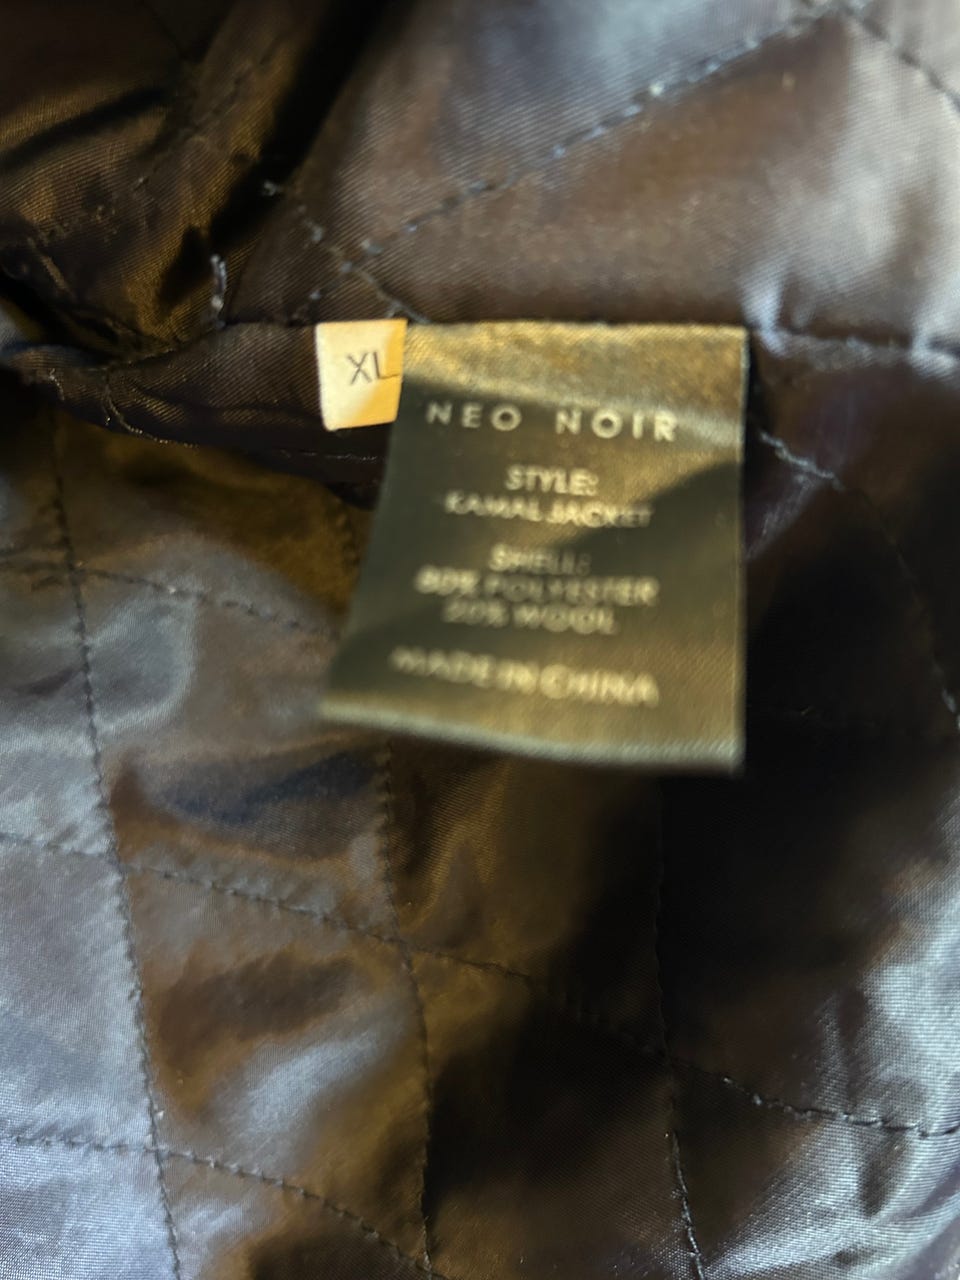 XL
NEO NOIR
STYLE:
KAMAL JACKET
SHELL:
80% POLYESTER
20% WOOL
MADE IN CHINA